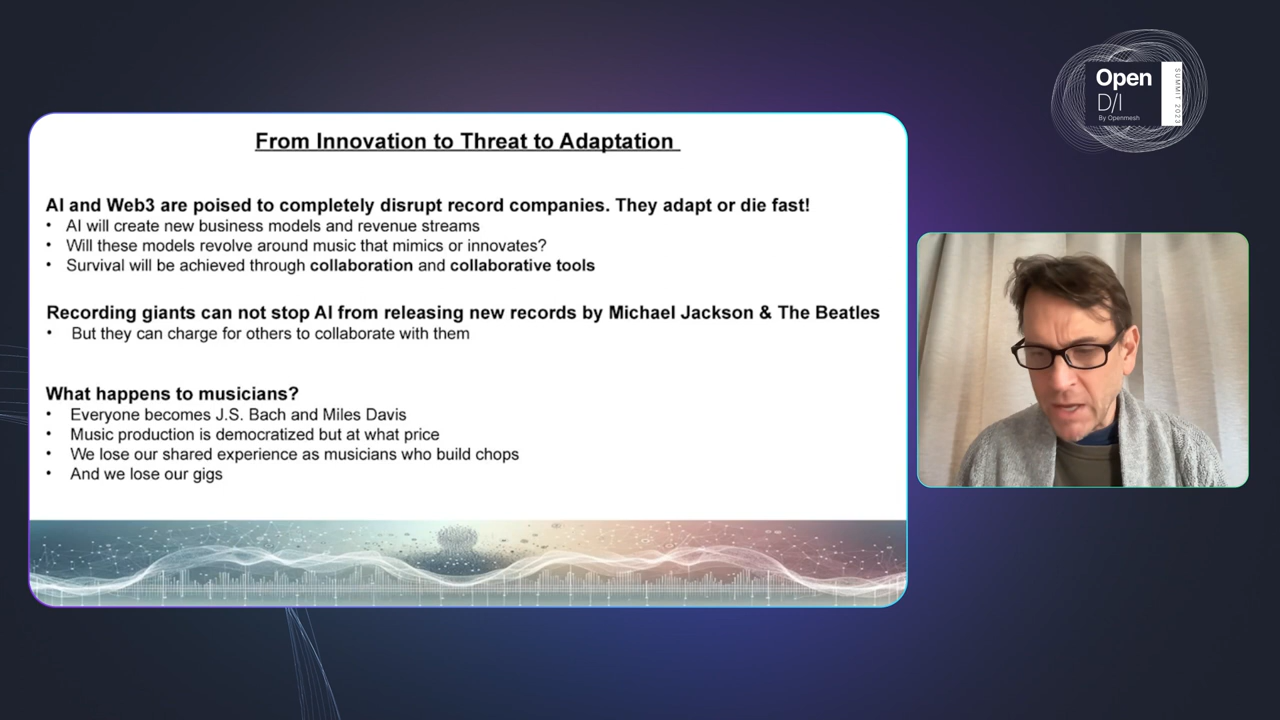 From Innovation to Threat to Adaptation
AI and Web3 are poised to completely disrupt record companies. They adapt or die fast!
• AI will create new business models and revenue streams
• Will these models revolve around music that mimics or innovates?
• Survival will be achieved through collaboration and collaborative tools
Recording giants can not stop AI from releasing new records by Michael Jackson & The Beatles
• But they can charge for others to collaborate with them
What happens to musicians?
• Everyone becomes J.S. Bach and Miles Davis
• Music production is democratized but at what price
• We lose our shared experience as musicians who build chops
• And we lose our gigs
Open
D/I
By Openmesh
SUMMIT 2023